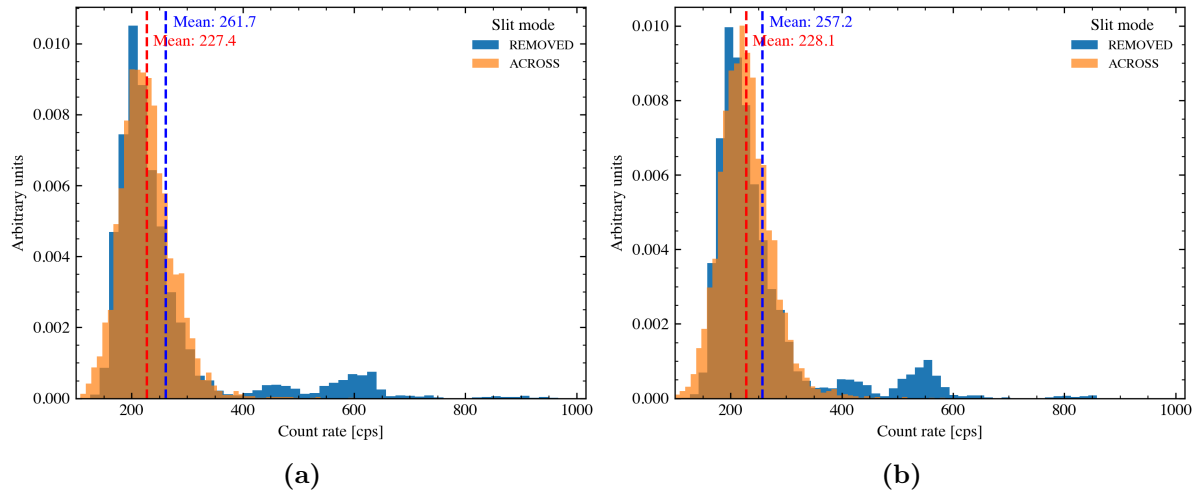 Mean: 261.7
Mean: 227.4
Slit mode
REMOVED
ACROSS
0.010
0.008
0.006
0.004
0.002
0.000
Arbitrary units
200 400 600 800 1000
Count rate [cps]
(a)
Mean: 257.2
Mean: 228.1
Slit mode
REMOVED
ACROSS
0.010
0.008
0.006
0.004
0.002
0.000
Arbitrary units
200 400 600 800 1000
Count rate [cps]
(b)